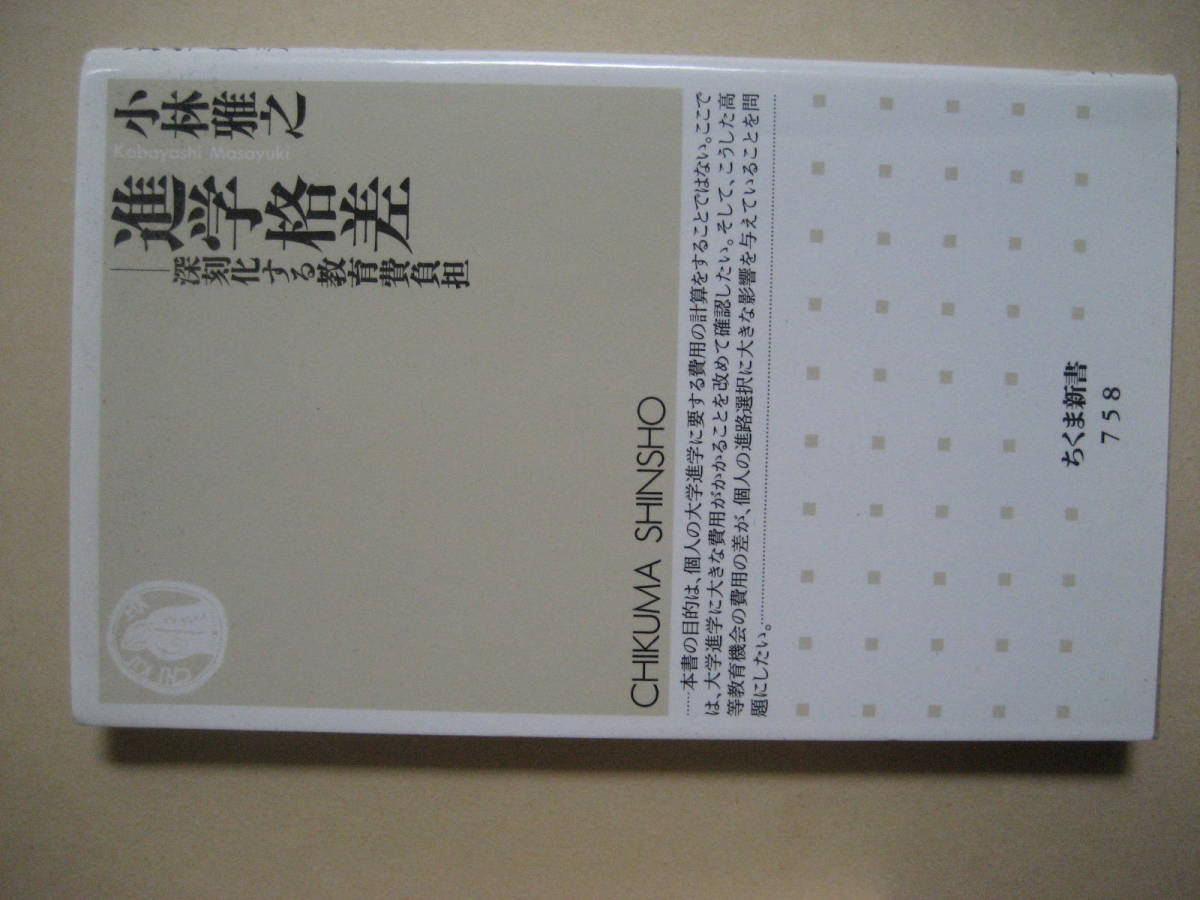 小林雅之
Kobayashi Masayuki
進学格差
──深刻化する教育費負担
CHIKUMA SHINSHO
……本書の目的は、個人の大学進学に要する費用の計算をすることではない。ここで
は、大学進学に大きな費用がかかることを改めて確認したい。そして、こうした高
等教育機会の費用の差が、個人の進路選択に大きな影響を与えていることを問
題にしたい。……
ちくま新書
758